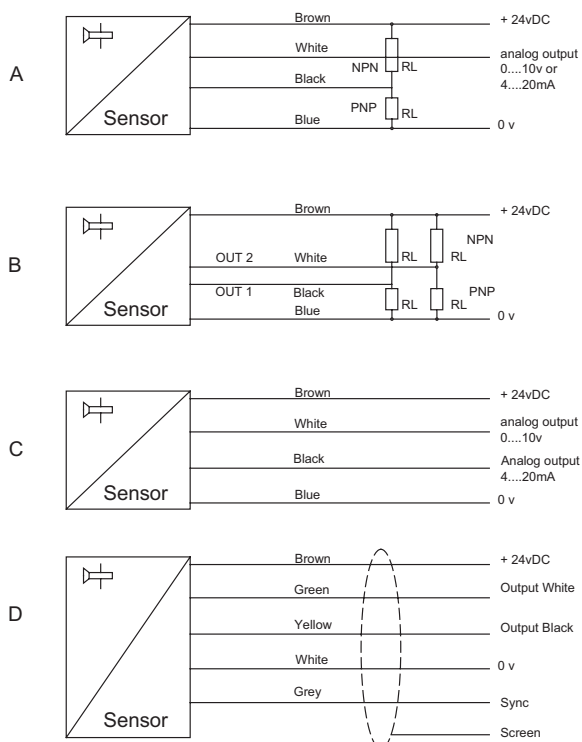 Brown
+ 24vDC
White
analog output
0....10v or
4....20mA
NPN
RL
A
Black
PNP
RL
Sensor
Blue
0 v
Brown
+ 24vDC
NPN
B
OUT 2
White
RL
RL
OUT 1
Black
PNP
RL
RL
Sensor
Blue
0 v
Brown
+ 24vDC
White
analog output
0....10v
C
Black
Analog output
4....20mA
Sensor
Blue
0 v
Brown
+ 24vDC
Green
Output White
D
Yellow
Output Black
White
0 v
Grey
Sync
Sensor
Screen